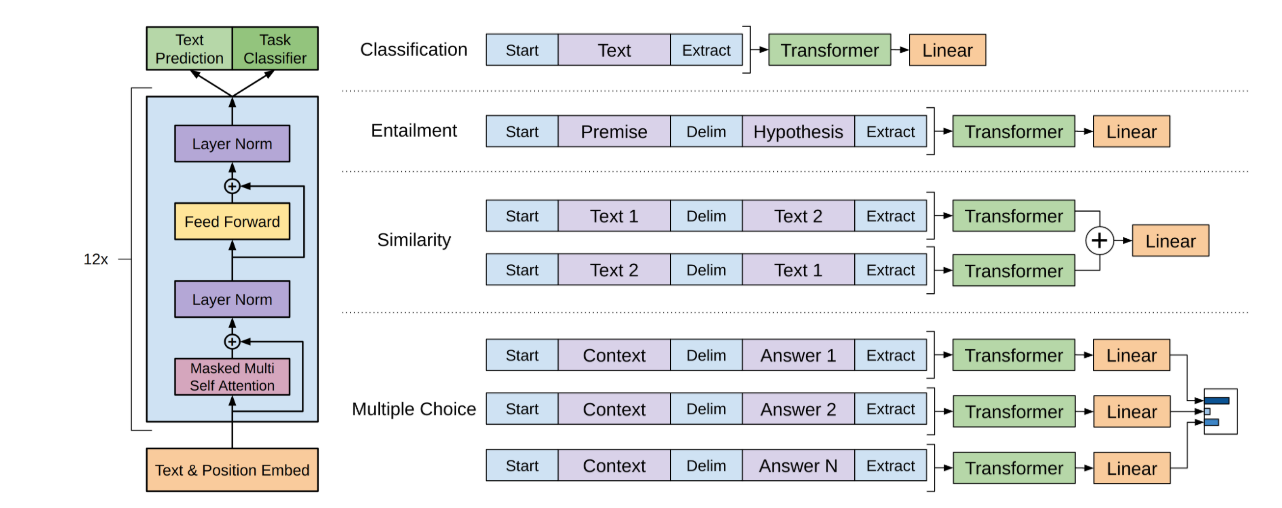 Text
Prediction
Task
Classifier
12x
Layer Norm
Feed Forward
Layer Norm
Masked Multi
Self Attention
Text & Position Embed
Classification
Start Text Extract Transformer Linear
Entailment
Start Premise Delim Hypothesis Extract Transformer Linear
Similarity
Start Text 1 Delim Text 2 Extract Transformer
Start Text 2 Delim Text 1 Extract Transformer
Linear
Multiple Choice
Start Context Delim Answer 1 Extract Transformer Linear
Start Context Delim Answer 2 Extract Transformer Linear
Start Context Delim Answer N Extract Transformer Linear